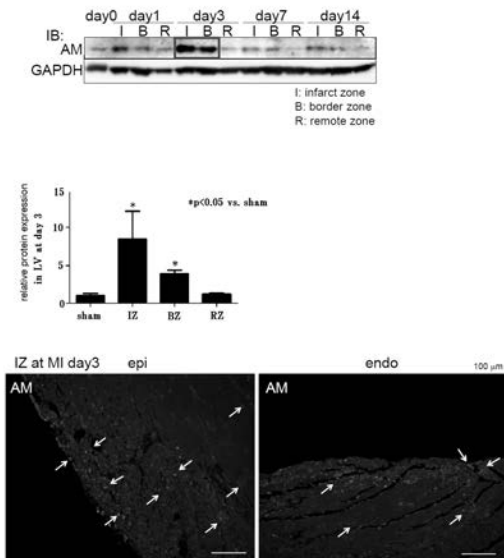 day0 day1 day3 day7 day14
IB: I B R I B R I B R I B R
AM
GAPDH
I: infarct zone
B: border zone
R: remote zone
relative protein expression
in LV at day 3
15
10
5
0
*p<0.05 vs. sham
*
*
sham IZ BZ RZ
IZ at MI day3 epi endo 100 μm
AM AM